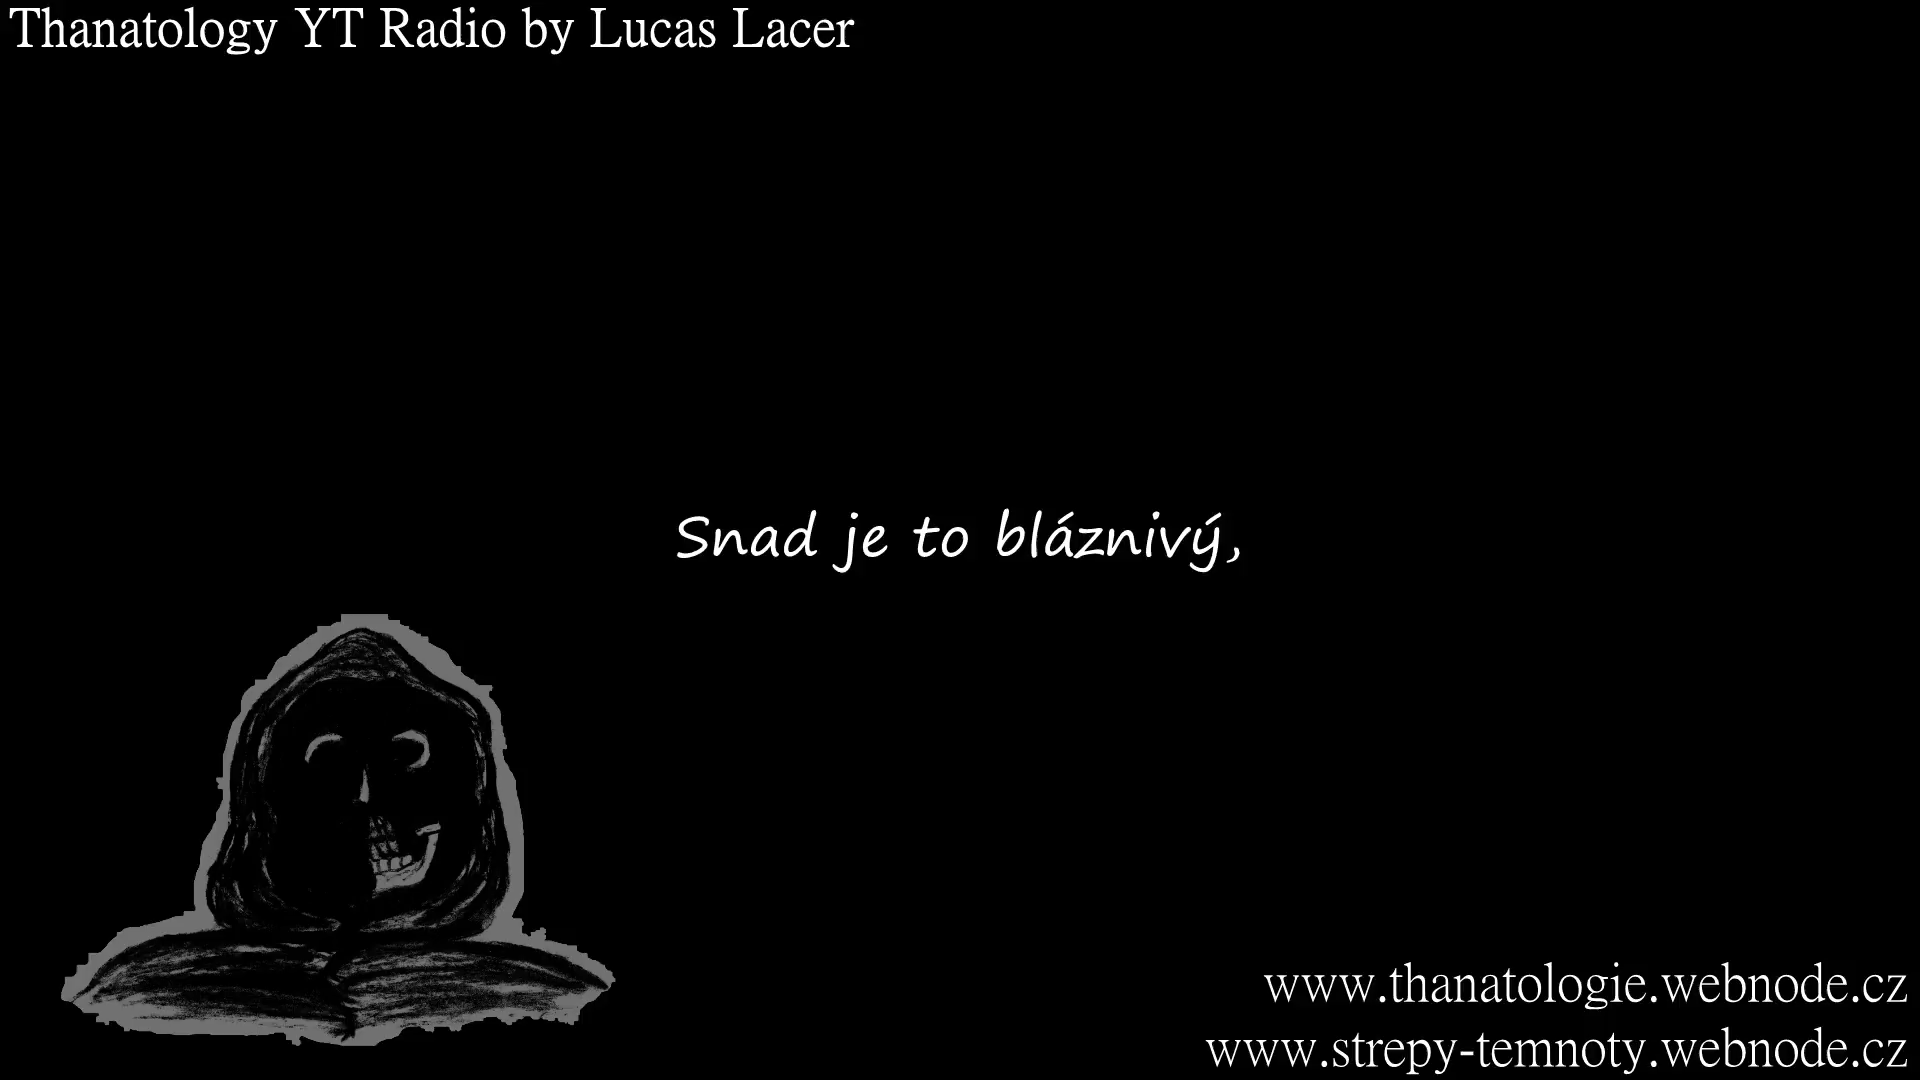 Thanatology YT Radio by Lucas Lacer
Snad je to bláznivý,
www.thanatologie.webnode.cz
www.strepy-temnoty.webnode.cz